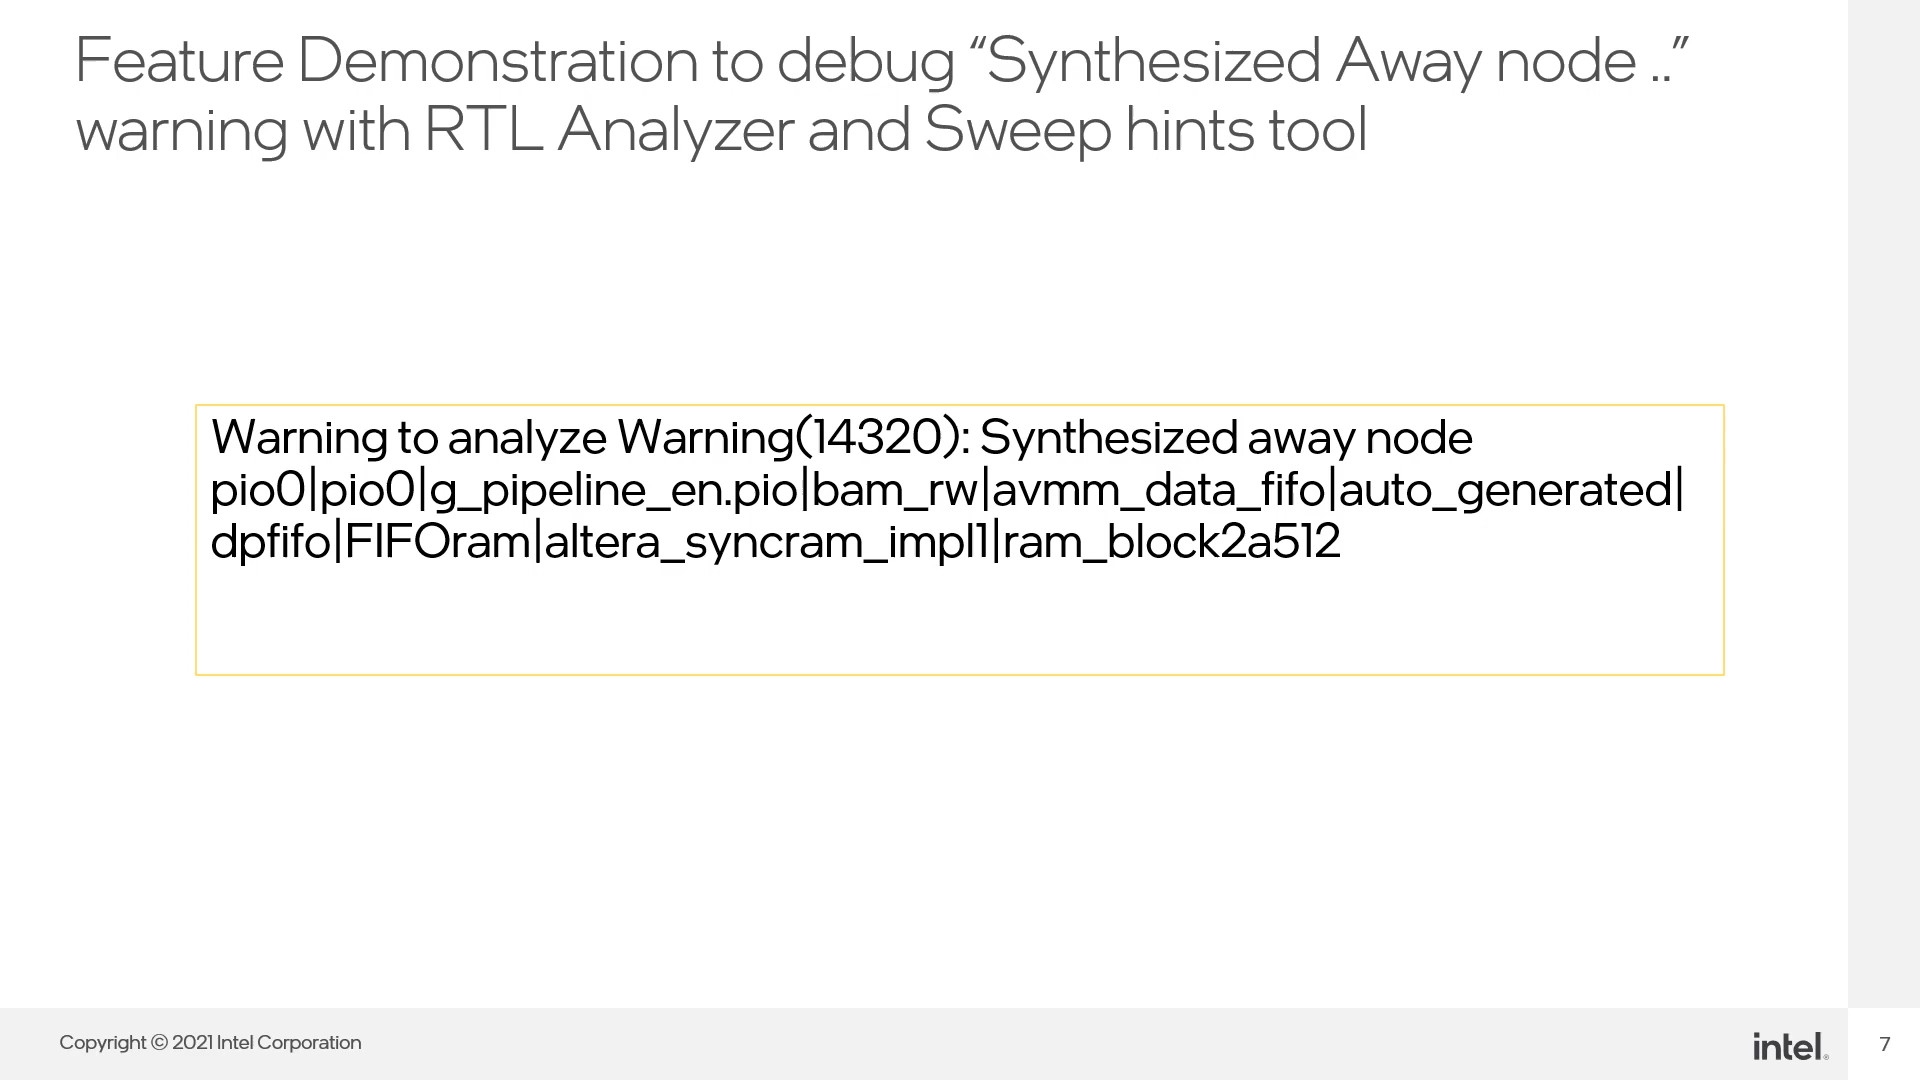 Feature Demonstration to debug “Synthesized Away node ..”
warning with RTL Analyzer and Sweep hints tool
Warning to analyze Warning(14320): Synthesized away node
pio0|pio0|g_pipeline_en.pio|bam_rw|avmm_data_fifo|auto_generated|
dpfifo|FIFOram|altera_syncram_impl1|ram_block2a512
Copyright © 2021 Intel Corporation
intel®
7